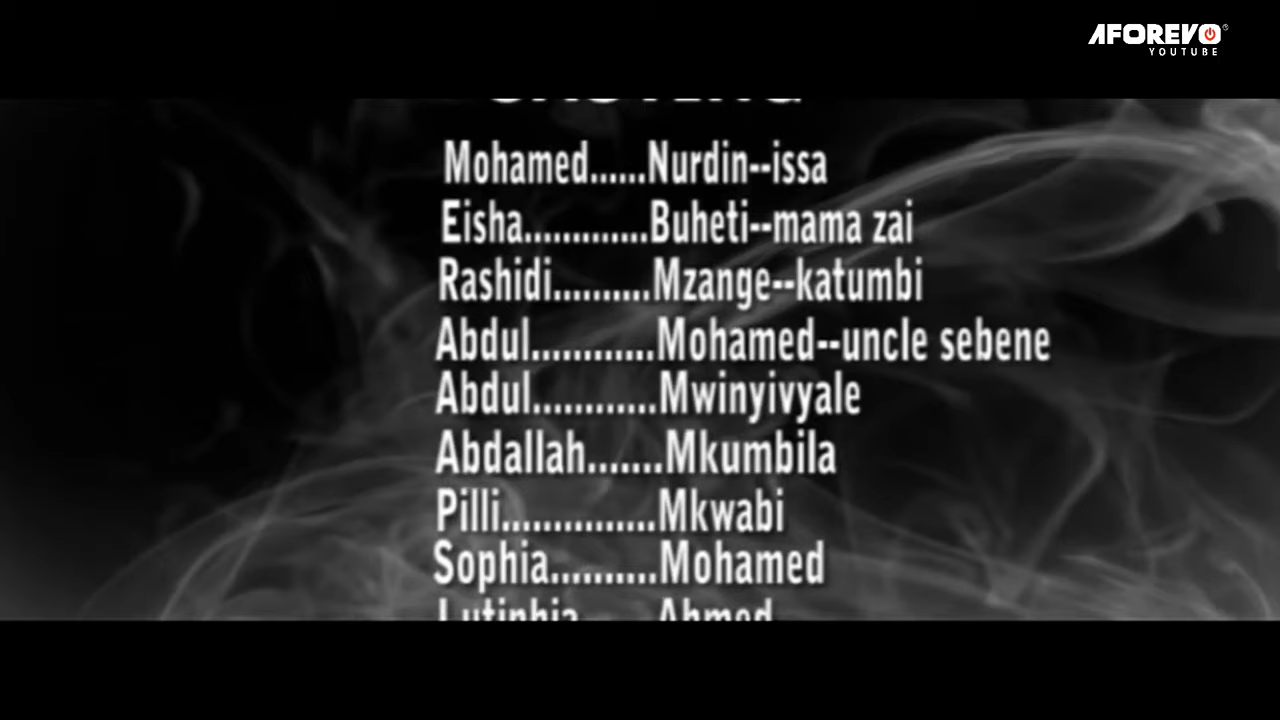 AFOREVO
YOUTUBE
Mohamed......Nurdin--issa
Eisha.............Buheti--mama zai
Rashidi..........Mzange--katumbi
Abdul............Mohamed--uncle sebene
Abdul............Mwinyivyale
Abdallah.......Mkumbila
Pilli...............Mkwabi
Sophia..........Mohamed
Ahmed